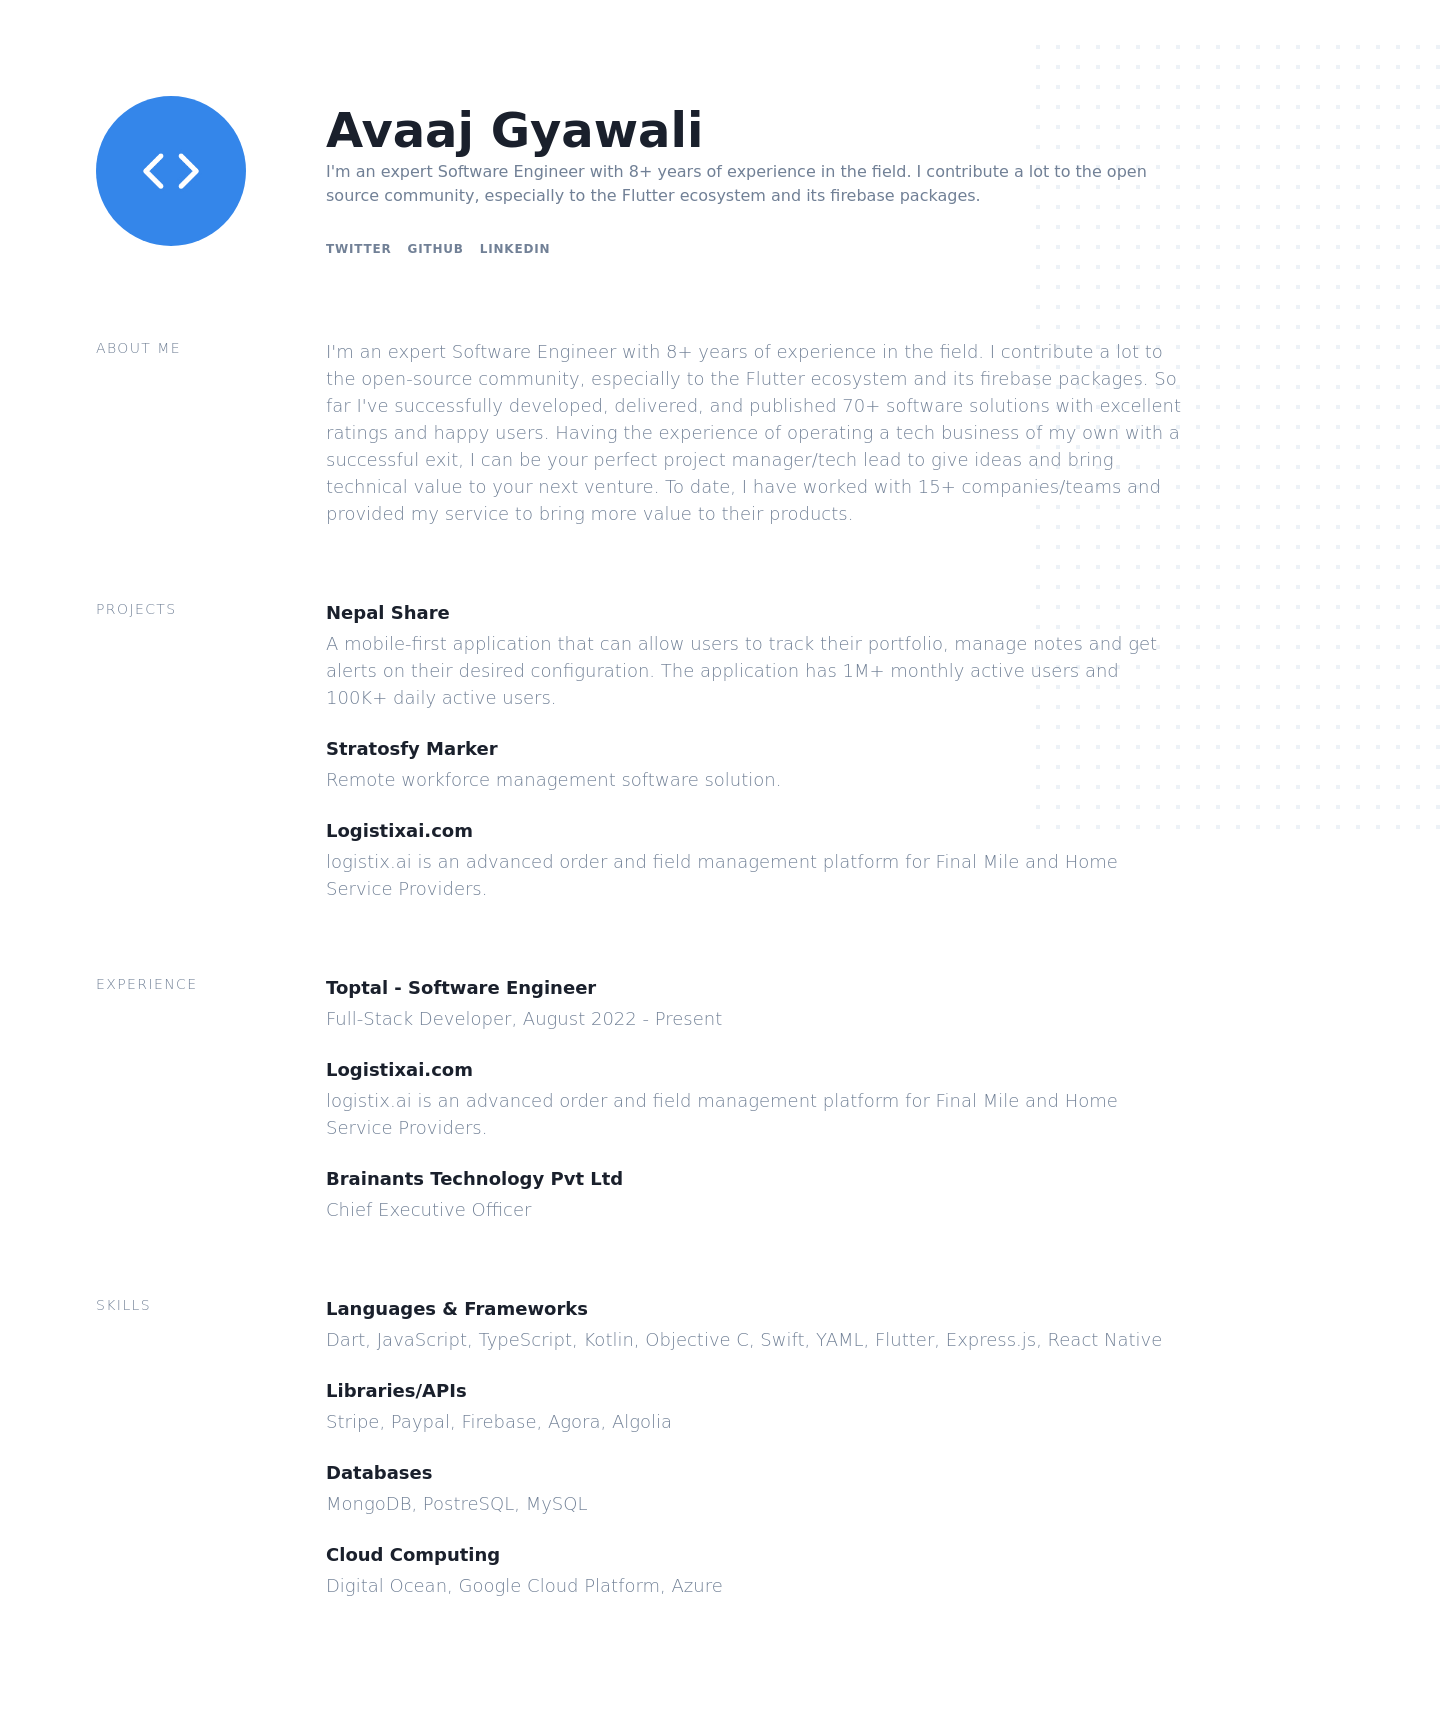 Avaaj Gyawali
I'm an expert Software Engineer with 8+ years of experience in the field. I contribute a lot to the open
source community, especially to the Flutter ecosystem and its firebase packages.
TWITTER GITHUB LINKEDIN
ABOUT ME
I'm an expert Software Engineer with 8+ years of experience in the field. I contribute a lot to
the open-source community, especially to the Flutter ecosystem and its firebase packages. So
far I've successfully developed, delivered, and published 70+ software solutions with excellent
ratings and happy users. Having the experience of operating a tech business of my own with a
successful exit, I can be your perfect project manager/tech lead to give ideas and bring
technical value to your next venture. To date, I have worked with 15+ companies/teams and
provided my service to bring more value to their products.
PROJECTS
Nepal Share
A mobile-first application that can allow users to track their portfolio, manage notes and get
alerts on their desired configuration. The application has 1M+ monthly active users and
100K+ daily active users.
Stratosfy Marker
Remote workforce management software solution.
Logistixai.com
logistix.ai is an advanced order and field management platform for Final Mile and Home
Service Providers.
EXPERIENCE
Toptal - Software Engineer
Full-Stack Developer, August 2022 - Present
Logistixai.com
logistix.ai is an advanced order and field management platform for Final Mile and Home
Service Providers.
Brainants Technology Pvt Ltd
Chief Executive Officer
SKILLS
Languages & Frameworks
Dart, JavaScript, TypeScript, Kotlin, Objective C, Swift, YAML, Flutter, Express.js, React Native
Libraries/APIs
Stripe, Paypal, Firebase, Agora, Algolia
Databases
MongoDB, PostreSQL, MySQL
Cloud Computing
Digital Ocean, Google Cloud Platform, Azure